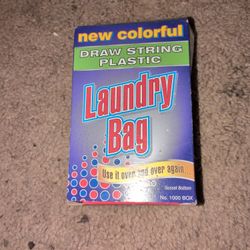 new colorful
DRAW STRING
PLASTIC
Laundry
Bag
Use it over and over again
Gusset Bottom
No. 1000 BOX